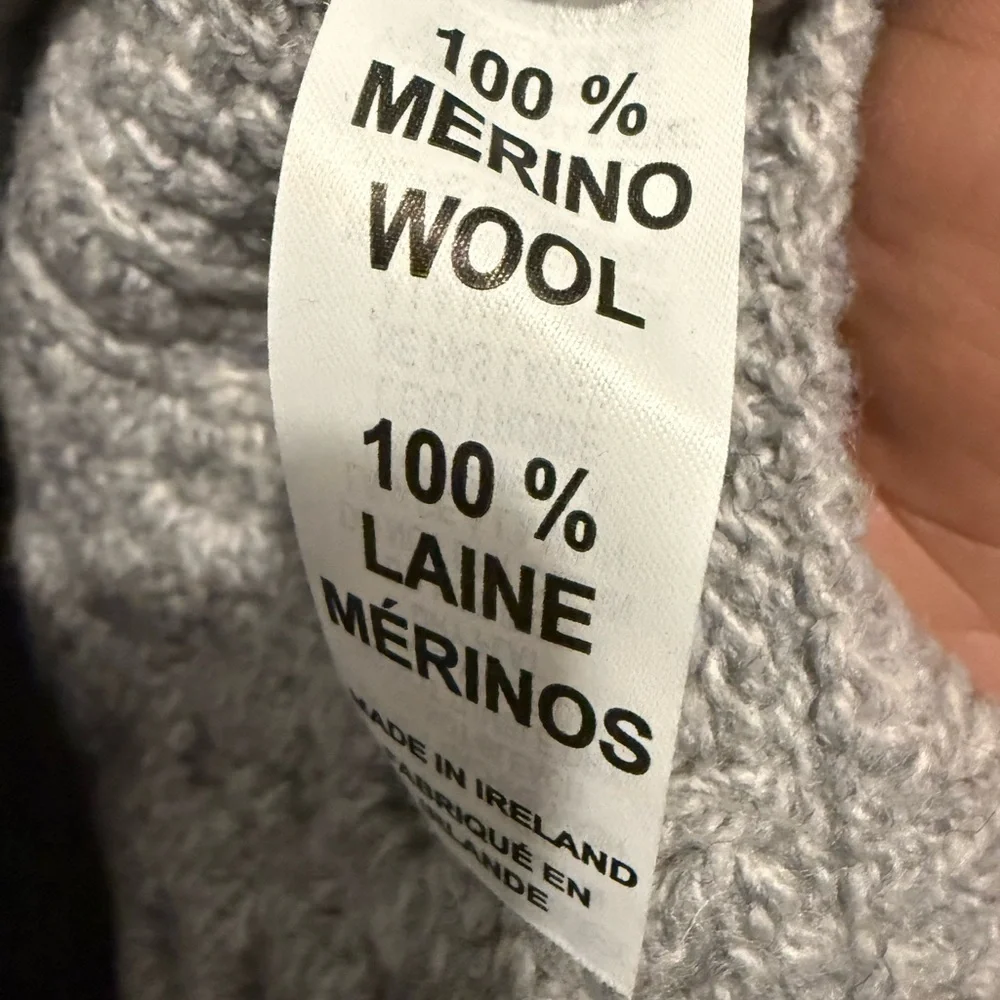 100 %
MERINO
WOOL
100 %
LAINE
MÉRINOS
MADE IN IRELAND
FABRIQUÉ EN
IRLANDE